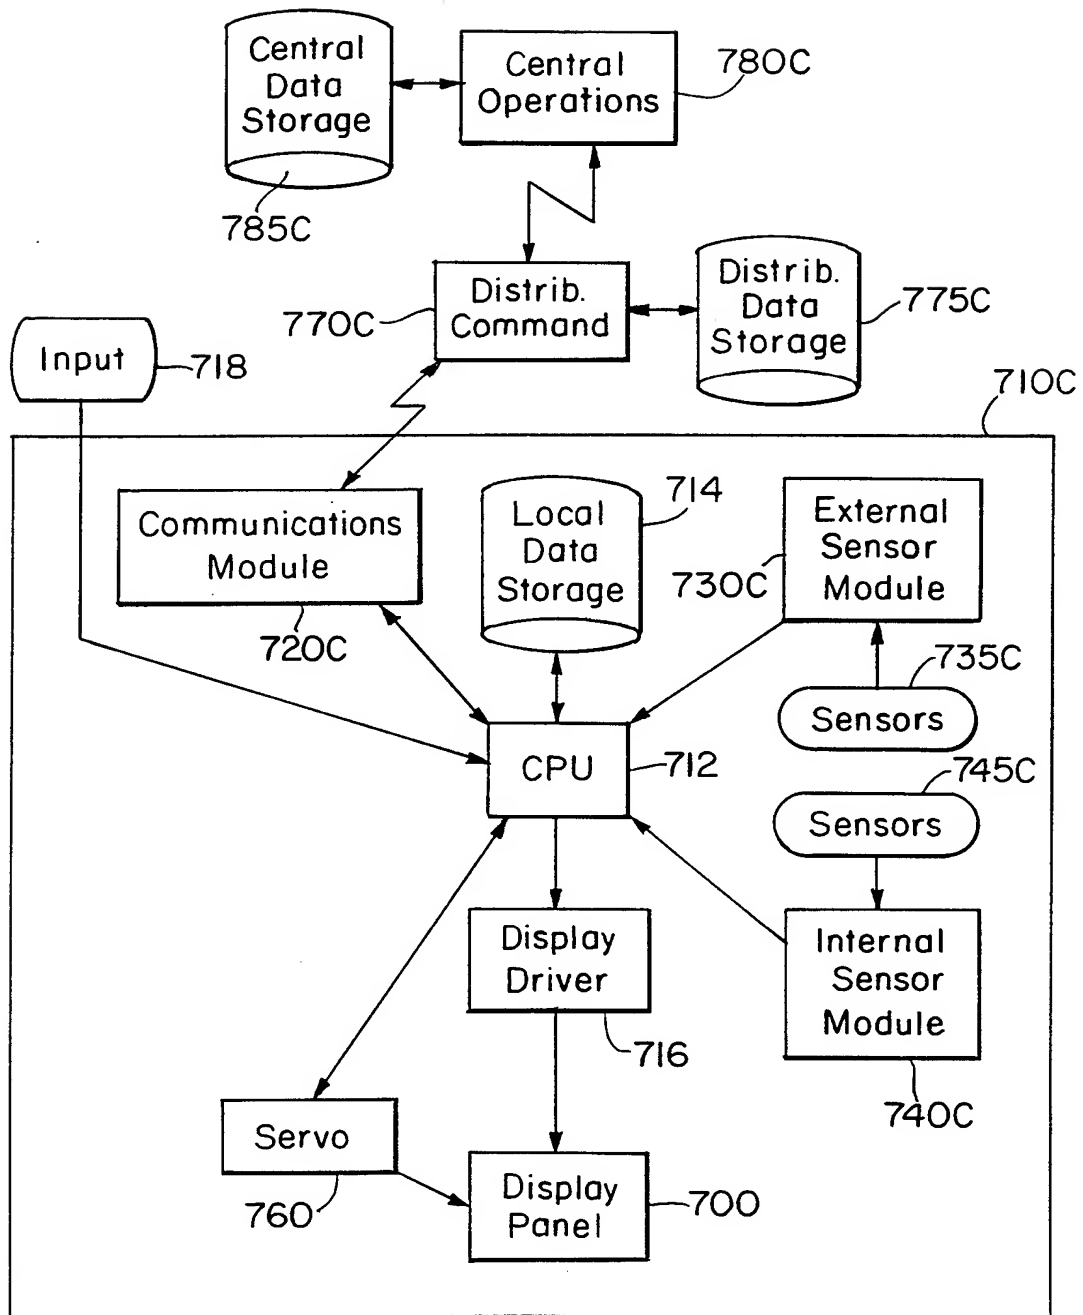 Central
Data
Storage
785C
Central
Operations
780C
Distrib.
Command
770C
Distrib.
Data
Storage
775C
Input
718
710C
Communications
Module
720C
Local
Data
Storage
714
External
Sensor
Module
730C
Sensors
735C
CPU
712
Sensors
745C
Display
Driver
716
Internal
Sensor
Module
740C
Servo
760
Display
Panel
700